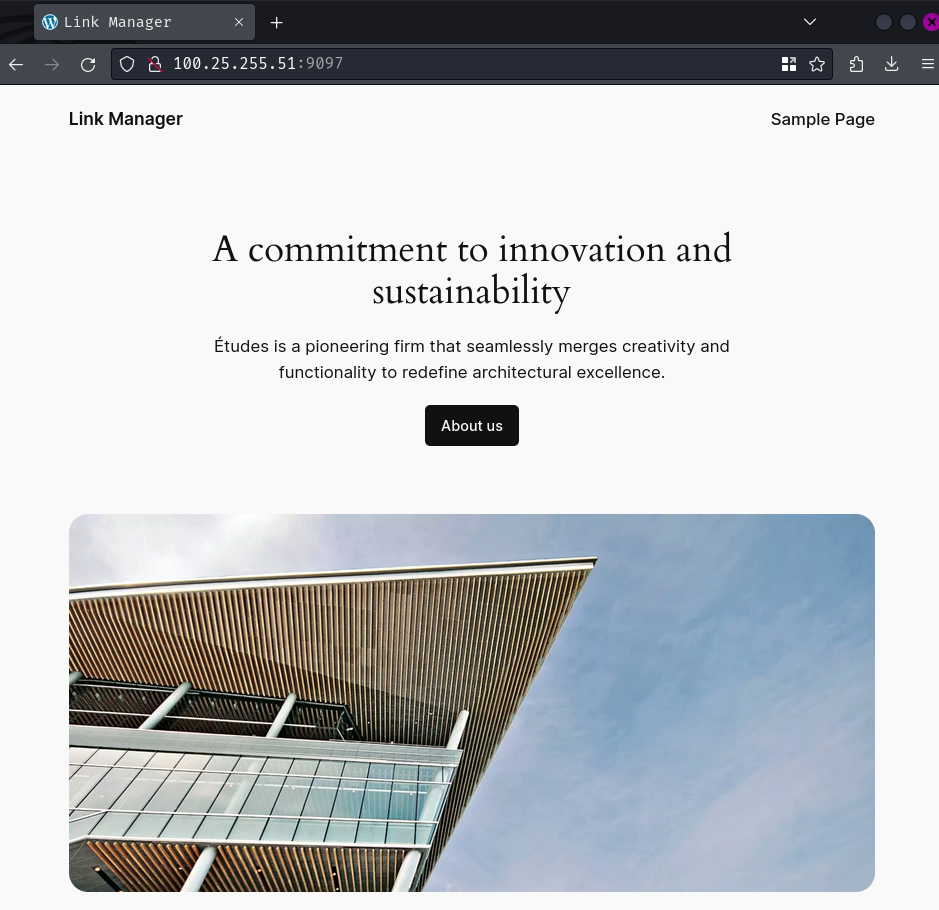 Link Manager
100.25.255.51:9097
Link Manager
Sample Page
A commitment to innovation and
sustainability
Études is a pioneering firm that seamlessly merges creativity and
functionality to redefine architectural excellence.
About us